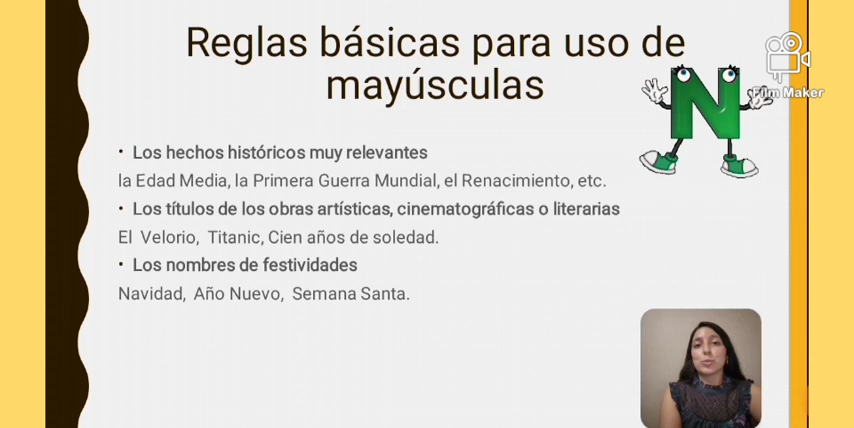 Reglas básicas para uso de
mayúsculas
N
Film Maker
• Los hechos históricos muy relevantes
la Edad Media, la Primera Guerra Mundial, el Renacimiento, etc.
• Los títulos de los obras artísticas, cinematográficas o literarias
El Velorio, Titanic, Cien años de soledad.
• Los nombres de festividades
Navidad, Año Nuevo, Semana Santa.